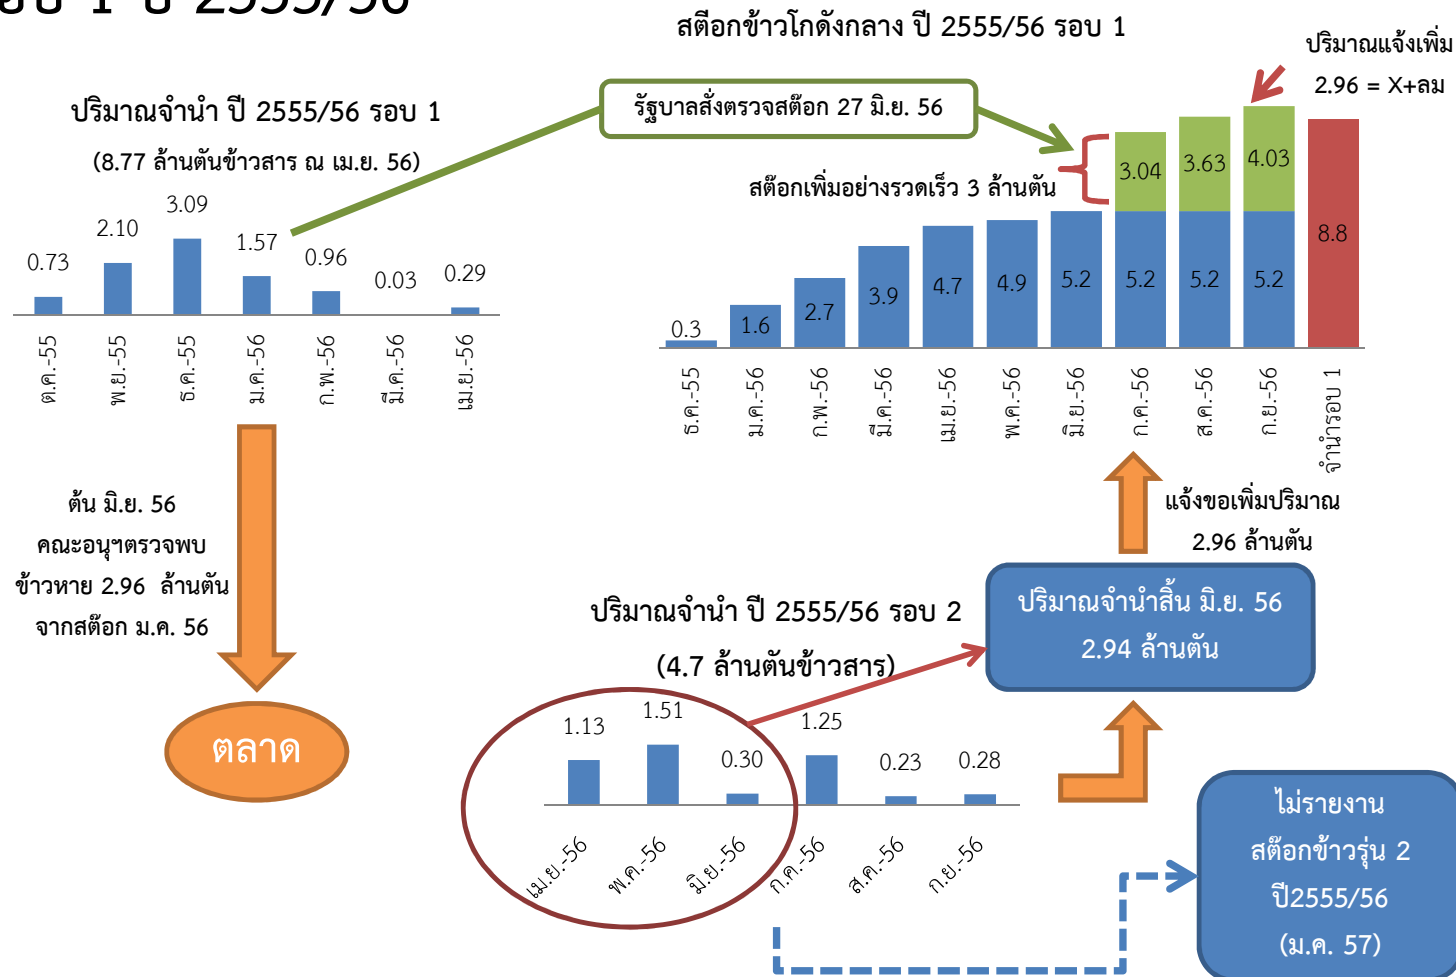 อบ 1 ปี 2555/56
สต๊อกข้าวโกดังกลาง ปี 2555/56 รอบ 1
ปริมาณแจ้งเพิ่ม
2.96 = X+ลม
ปริมาณจำนำ ปี 2555/56 รอบ 1
(8.77 ล้านตันข้าวสาร ณ เม.ย. 56)
รัฐบาลสั่งตรวจสต๊อก 27 มิ.ย. 56
สต๊อกเพิ่มอย่างรวดเร็ว 3 ล้านตัน
0.73
2.10
3.09
1.57
0.96
0.03
0.29
ต.ค.-55
พ.ย.-55
ธ.ค.-55
ม.ค.-56
ก.พ.-56
มี.ค.-56
เม.ย.-56
3.04
3.63
4.03
0.3
1.6
2.7
3.9
4.7
4.9
5.2
5.2
5.2
5.2
8.8
ธ.ค.-55
ม.ค.-56
ก.พ.-56
มี.ค.-56
เม.ย.-56
พ.ค.-56
มิ.ย.-56
ก.ค.-56
ส.ค.-56
ก.ย.-56
จำนำรอบ 1
ต้น มิ.ย. 56
คณะอนุฯตรวจพบ
ข้าวหาย 2.96 ล้านตัน
จากสต๊อก ม.ค. 56
ตลาด
แจ้งขอเพิ่มปริมาณ
2.96 ล้านตัน
ปริมาณจำนำสิ้น มิ.ย. 56
2.94 ล้านตัน
ปริมาณจำนำ ปี 2555/56 รอบ 2
(4.7 ล้านตันข้าวสาร)
1.13
1.51
0.30
1.25
0.23
0.28
เม.ย.-56
พ.ค.-56
มิ.ย.-56
ก.ค.-56
ส.ค.-56
ก.ย.-56
ไม่รายงาน
สต๊อกข้าวรุ่น 2
ปี2555/56
(ม.ค. 57)